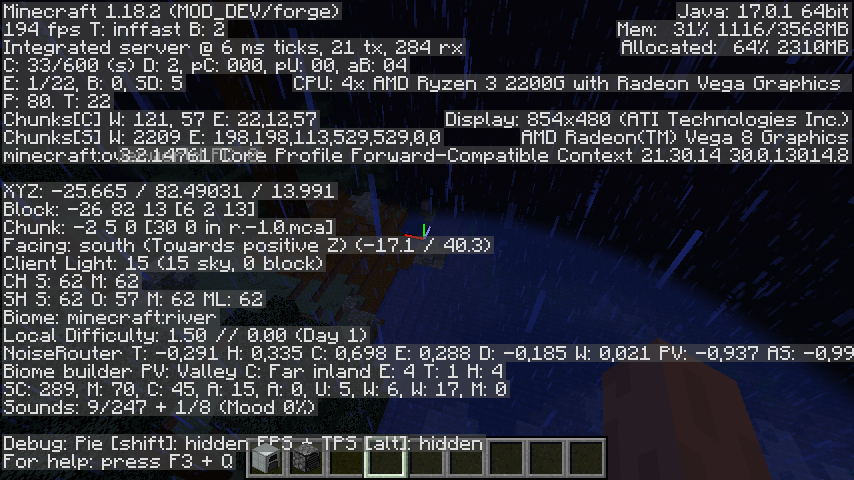 Minecraft 1.18.2 (MOD_DEV/forge)
194 fps T: inffast B: 2
Integrated server @ 6 ms ticks, 21 tx, 284 rx
C: 33/600 (s) D: 2, pC: 000, pU: 00, aB: 04
E: 1/22, B: 0, SD: 5
P: 80. T: 22
Chunks[C] W: 121, 57 E: 22,12,57
Chunks[S] W: 2209 E: 198,198,113,529,529,0,0
minecraft:ov
XYZ: -25.665 / 82.49031 / 13.991
Block: -26 82 13 [6 2 13]
Chunk: -2 5 0 [30 0 in r.-1.0.mca]
Facing: south (Towards positive Z) (-17.1 / 40.3)
Client Light: 15 (15 sky, 0 block)
CH S: 62 M: 62
SH S: 62 O: 57 M: 62 ML: 62
Biome: minecraft:river
Local Difficulty: 1.50 // 0.00 (Day 1)
NoiseRouter T: -0,291 H: 0,335 C: 0,698 E: 0,288 D: -0,185 W: 0,021 PV: -0,937 AS: -0,99
Biome builder PV: Valley C: Far inland E: 4 T: 1 H: 4
SC: 289, M: 70, C: 45, A: 15, A: 0, U: 5, W: 6, W: 17, M: 0
Sounds: 9/247 + 1/8 (Mood 0%)
Debug: Pie [shift]: hidden FPS + TPS [alt]: hidden
For help: press F3 + Q
Java: 17.0.1 64bit
Mem: 31% 1116/3568MB
Allocated: 64% 2310MB
CPU: 4x AMD Ryzen 3 2200G with Radeon Vega Graphics
Display: 854x480 (ATI Technologies Inc.)
AMD Radeon(TM) Vega 8 Graphics
Core Profile Forward-Compatible Context 21.30.14 30.0.13014.8